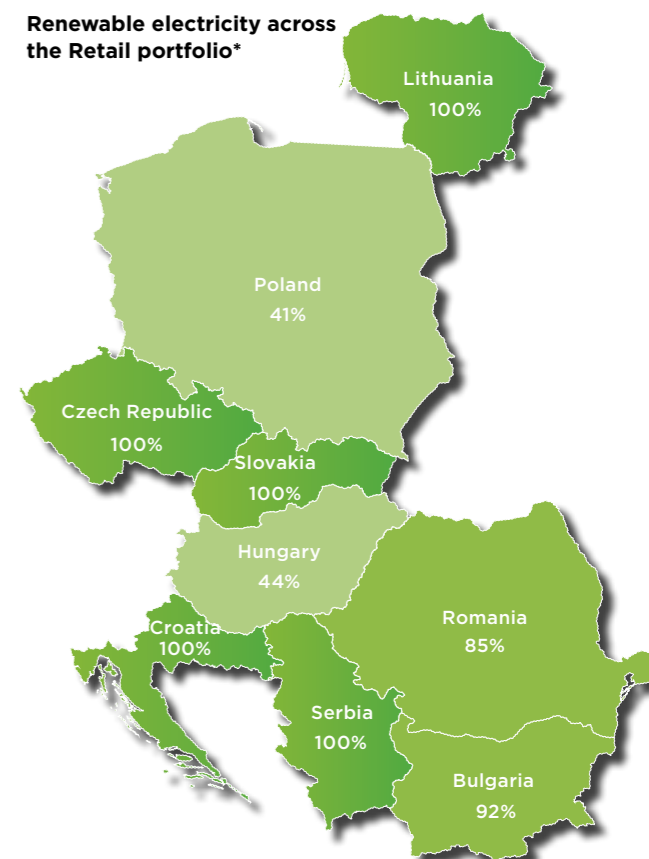 Renewable electricity across
the Retail portfolio*
Lithuania
100%
Poland
41%
Czech Republic
100%
Slovakia
100%
Hungary
44%
Romania
85%
Croatia
100%
Serbia
100%
Bulgaria
92%